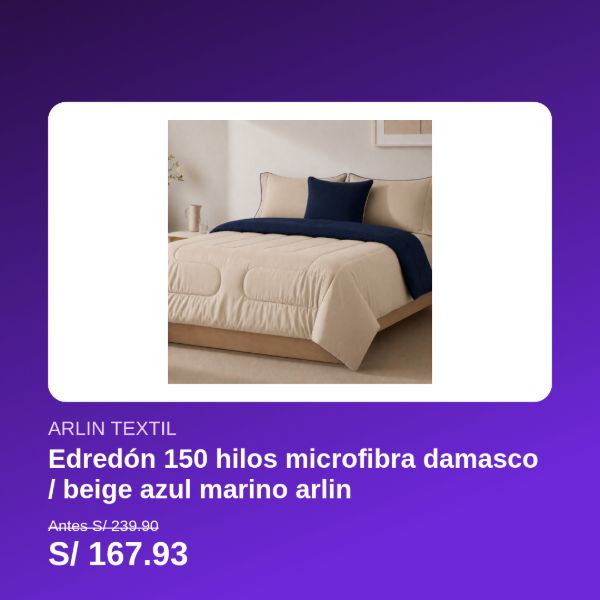 ARLIN TEXTIL
Edredón 150 hilos microfibra damasco
/ beige azul marino arlin
Antes S/ 239.90
S/ 167.93